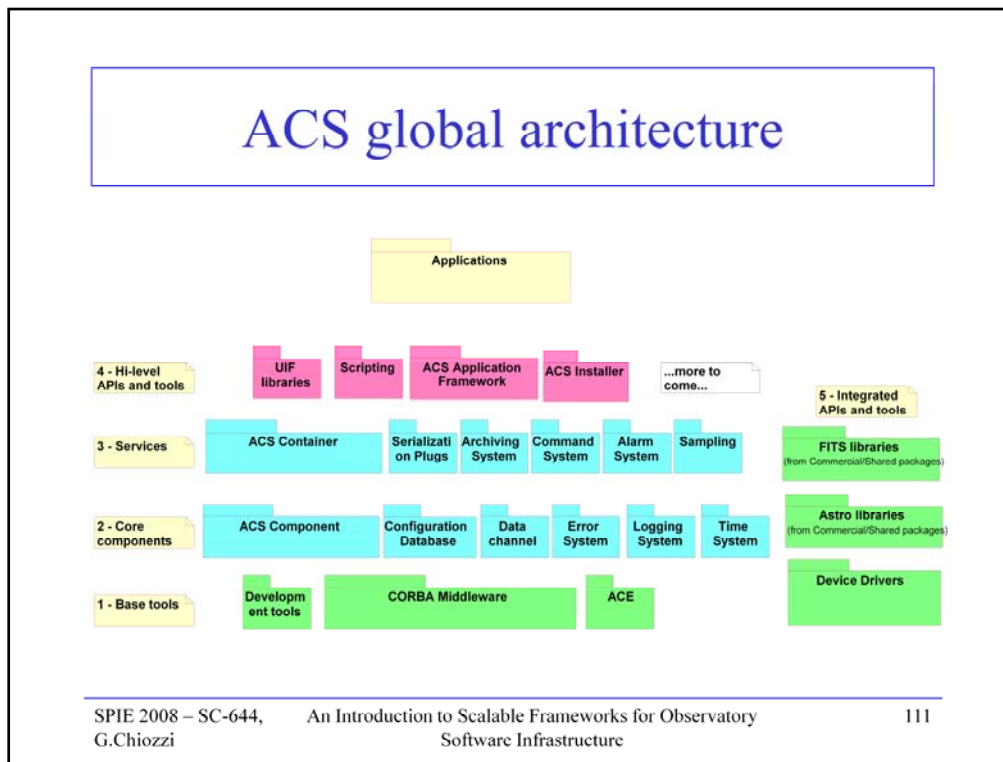 ACS global architecture
Applications
4 - Hi-level
APIs and tools
UIF
libraries
Scripting
ACS Application
Framework
ACS Installer
...more to
come...
5 - Integrated
APIs and tools
3 - Services
ACS Container
Serializati
on Plugs
Archiving
System
Command
System
Alarm
System
Sampling
FITS libraries
(from Commercial/Shared packages)
2 - Core
components
ACS Component
Configuration
Database
Data
channel
Error
System
Logging
System
Time
System
Astro libraries
(from Commercial/Shared packages)
1 - Base tools
Developm
ent tools
CORBA Middleware
ACE
Device Drivers
SPIE 2008 – SC-644,
G.Chiozzi
An Introduction to Scalable Frameworks for Observatory
Software Infrastructure
111